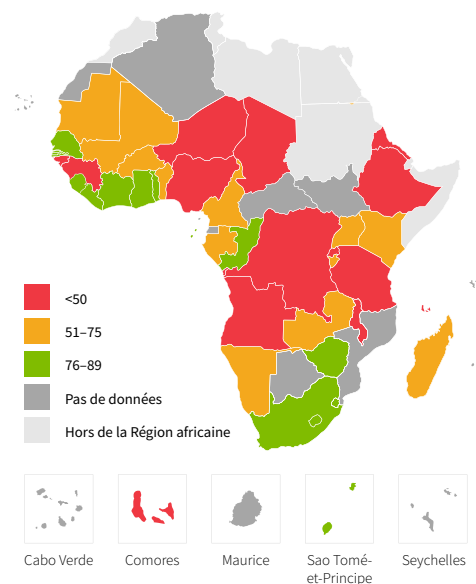 <50
51–75
76–89
Pas de données
Hors de la Région africaine
Cabo Verde
Comores
Maurice
Sao Tomé-
et-Principe
Seychelles